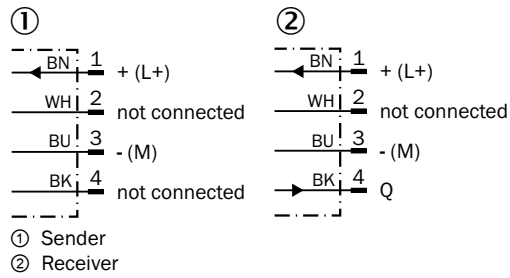 ① ②
BN 1 + (L+) BN 1 + (L+)
WH 2 not connected WH 2 not connected
BU 3 - (M) BU 3 - (M)
BK 4 not connected BK 4 Q
① Sender
② Receiver